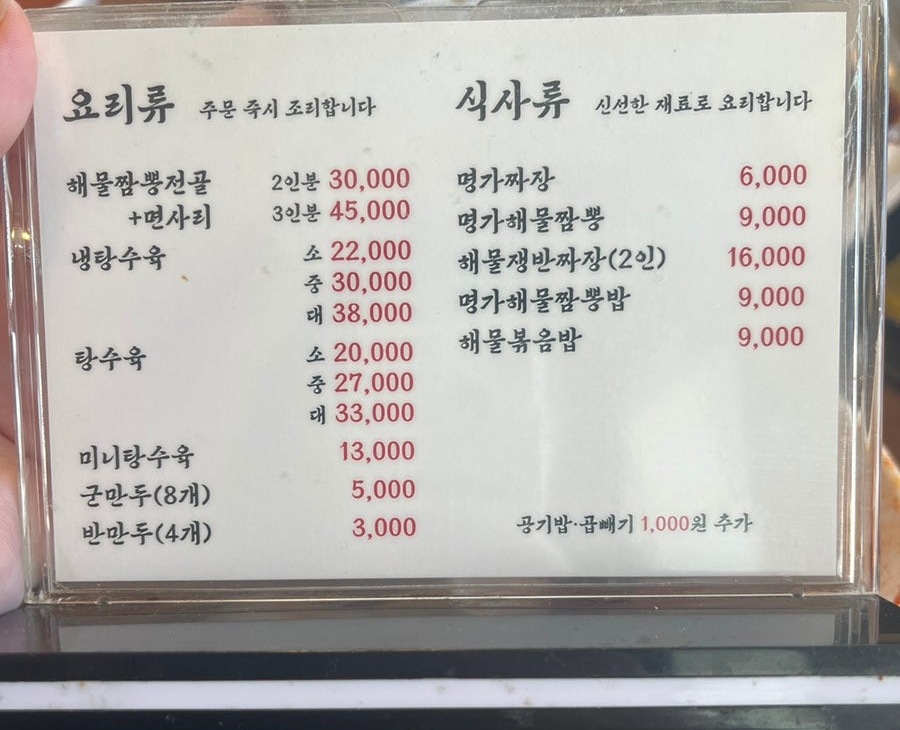 요리류 주문 즉시 조리합니다
해물짬뽕전골 2인분 30,000
+면사리 3인분 45,000
냉탕수육 소 22,000
중 30,000
대 38,000
탕수육 소 20,000
중 27,000
대 33,000
미니탕수육 13,000
군만두(8개) 5,000
반만두(4개) 3,000
식사류 신선한 재료로 요리합니다
명가짜장 6,000
명가해물짬뽕 9,000
해물쟁반짜장(2인) 16,000
명가해물짬뽕밥 9,000
해물볶음밥 9,000
공기밥·곱빼기 1,000원 추가